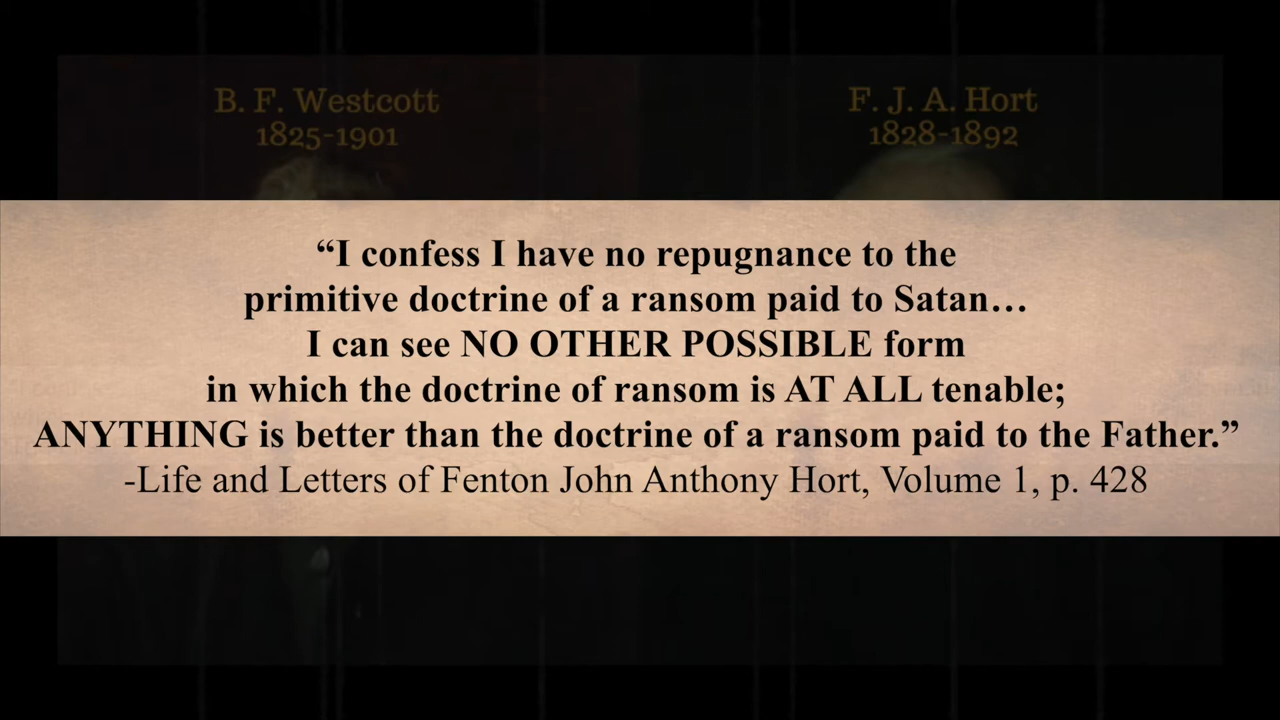 B. F. Westcott
1825-1901
F. J. A. Hort
1828-1892
“I confess I have no repugnance to the
primitive doctrine of a ransom paid to Satan…
I can see NO OTHER POSSIBLE form
in which the doctrine of ransom is AT ALL tenable;
ANYTHING is better than the doctrine of a ransom paid to the Father.”
-Life and Letters of Fenton John Anthony Hort, Volume 1, p. 428